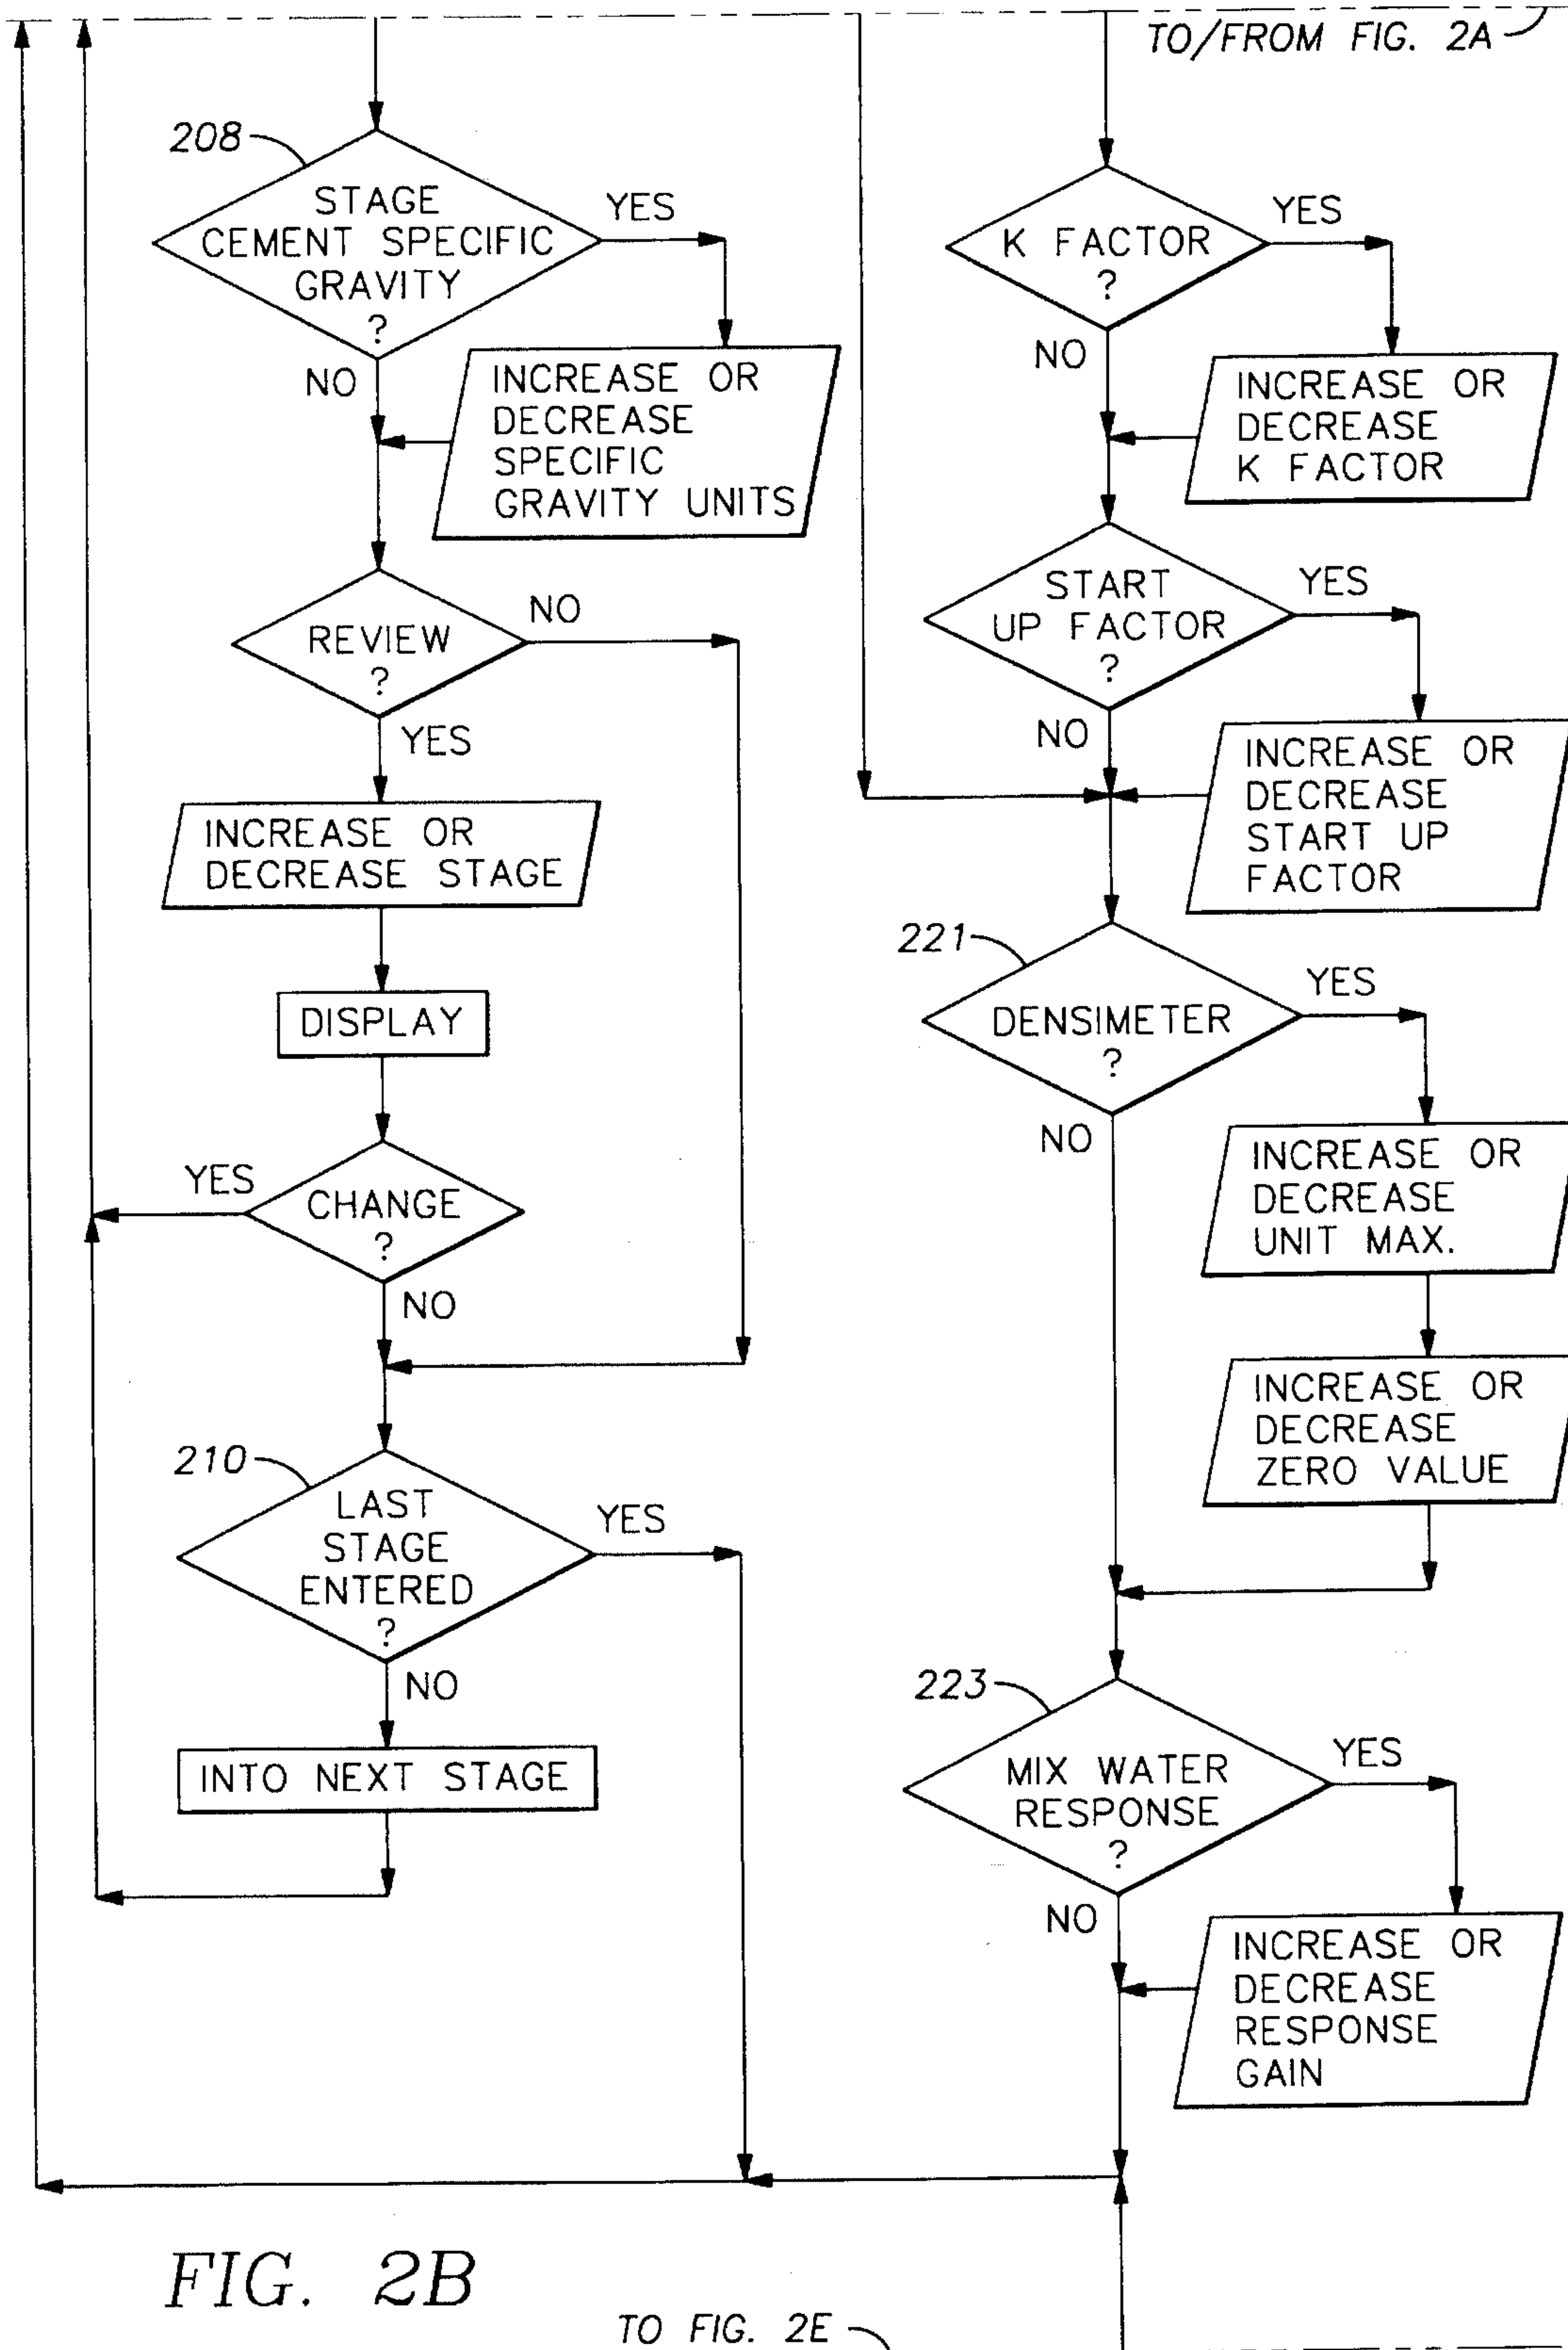 TO/FROM FIG. 2A
208
STAGE
CEMENT SPECIFIC
GRAVITY
?
YES
NO
INCREASE OR
DECREASE
SPECIFIC
GRAVITY UNITS
REVIEW
?
NO
YES
INCREASE OR
DECREASE STAGE
DISPLAY
CHANGE
?
YES
NO
210
LAST
STAGE
ENTERED
?
YES
NO
INTO NEXT STAGE
K FACTOR
?
YES
NO
INCREASE OR
DECREASE
K FACTOR
START
UP FACTOR
?
YES
NO
INCREASE OR
DECREASE
START UP
FACTOR
221
DENSIMETER
?
YES
NO
INCREASE OR
DECREASE
UNIT MAX.
INCREASE OR
DECREASE
ZERO VALUE
223
MIX WATER
RESPONSE
?
YES
NO
INCREASE OR
DECREASE
RESPONSE
GAIN
FIG. 2B
TO FIG. 2E